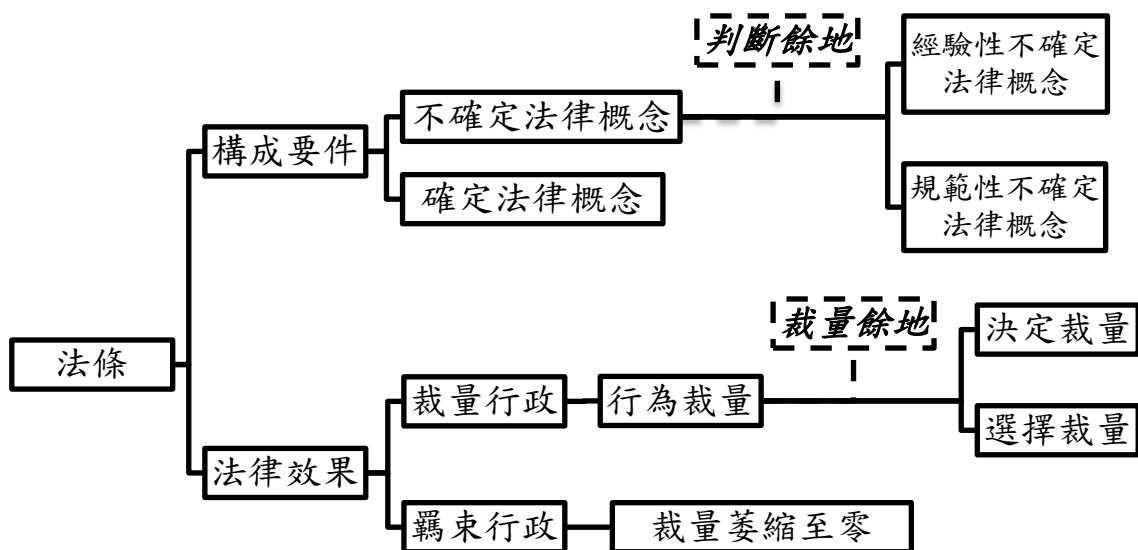 判斷餘地
經驗性不確定
法律概念
不確定法律概念
構成要件
確定法律概念
規範性不確定
法律概念
裁量餘地
決定裁量
法條
裁量行政
行為裁量
選擇裁量
法律效果
羈束行政
裁量萎縮至零